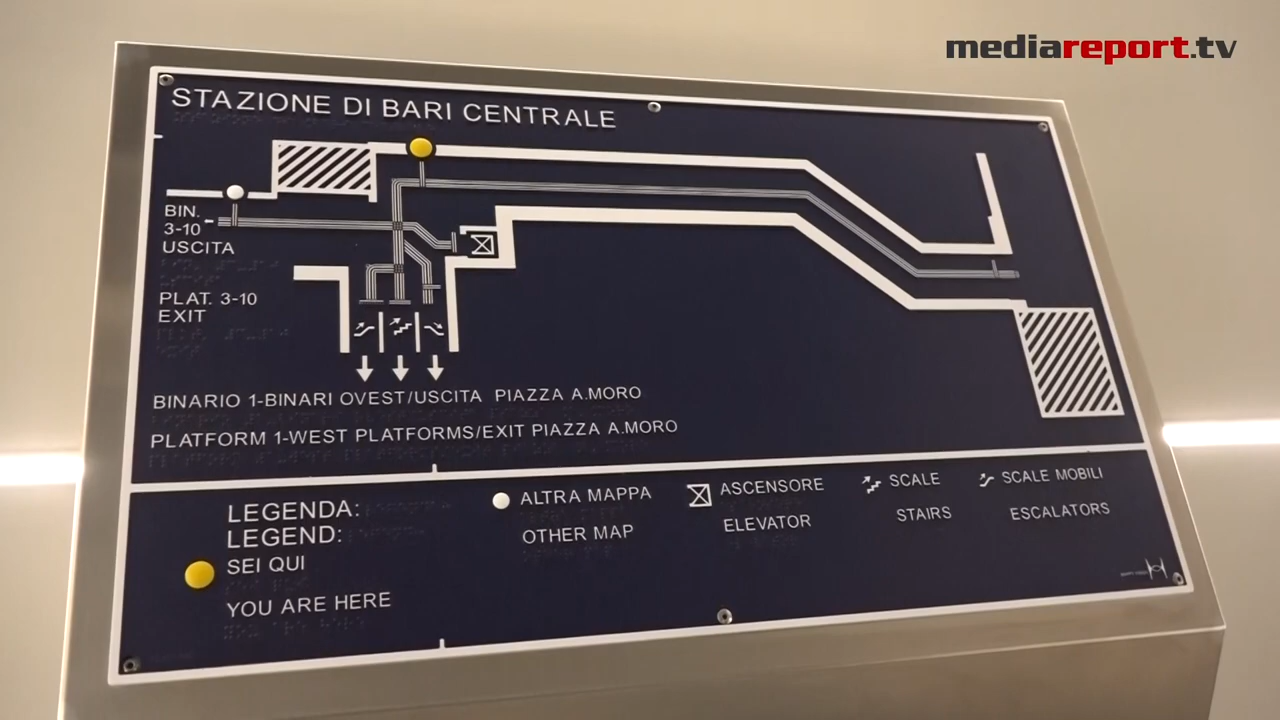 mediareport.tv
STAZIONE DI BARI CENTRALE
BIN.
3-10
USCITA
PLAT. 3-10
EXIT
BINARIO 1-BINARI OVEST/USCITA PIAZZA A.MORO
PLATFORM 1-WEST PLATFORMS/EXIT PIAZZA A.MORO
LEGENDA:
LEGEND:
SEI QUI
YOU ARE HERE
ALTRA MAPPA
OTHER MAP
ASCENSORE
ELEVATOR
SCALE
STAIRS
SCALE MOBILI
ESCALATORS